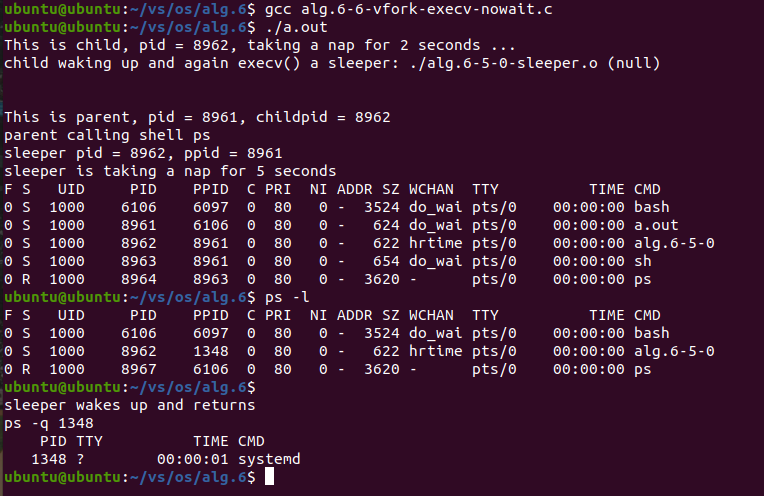 ubuntu@ubuntu:~/vs/os/alg.6$ gcc alg.6-6-vfork-execv-nowait.c
ubuntu@ubuntu:~/vs/os/alg.6$ ./a.out
This is child, pid = 8962, taking a nap for 2 seconds ...
child waking up and again execv() a sleeper: ./alg.6-5-0-sleeper.o (null)
This is parent, pid = 8961, childpid = 8962
parent calling shell ps
sleeper pid = 8962, ppid = 8961
sleeper is taking a nap for 5 seconds
F S   UID     PID    PPID  C PRI  NI ADDR SZ WCHAN  TTY          TIME CMD
0 S  1000    6106    6097  0  80   0 -  3524 do_wai pts/0    00:00:00 bash
0 S  1000    8961    6106  0  80   0 -   624 do_wai pts/0    00:00:00 a.out
0 S  1000    8962    8961  0  80   0 -   622 hrtime pts/0    00:00:00 alg.6-5-0
0 S  1000    8963    8961  0  80   0 -   654 do_wai pts/0    00:00:00 sh
0 R  1000    8964    8963  0  80   0 -  3620 -      pts/0    00:00:00 ps
ubuntu@ubuntu:~/vs/os/alg.6$ ps -l
F S   UID     PID    PPID  C PRI  NI ADDR SZ WCHAN  TTY          TIME CMD
0 S  1000    6106    6097  0  80   0 -  3524 do_wai pts/0    00:00:00 bash
0 S  1000    8962    1348  0  80   0 -   622 hrtime pts/0    00:00:00 alg.6-5-0
0 R  1000    8967    6106  0  80   0 -  3620 -      pts/0    00:00:00 ps
ubuntu@ubuntu:~/vs/os/alg.6$
sleeper wakes up and returns
ps -q 1348
    PID TTY          TIME CMD
   1348 ?        00:00:01 systemd
ubuntu@ubuntu:~/vs/os/alg.6$